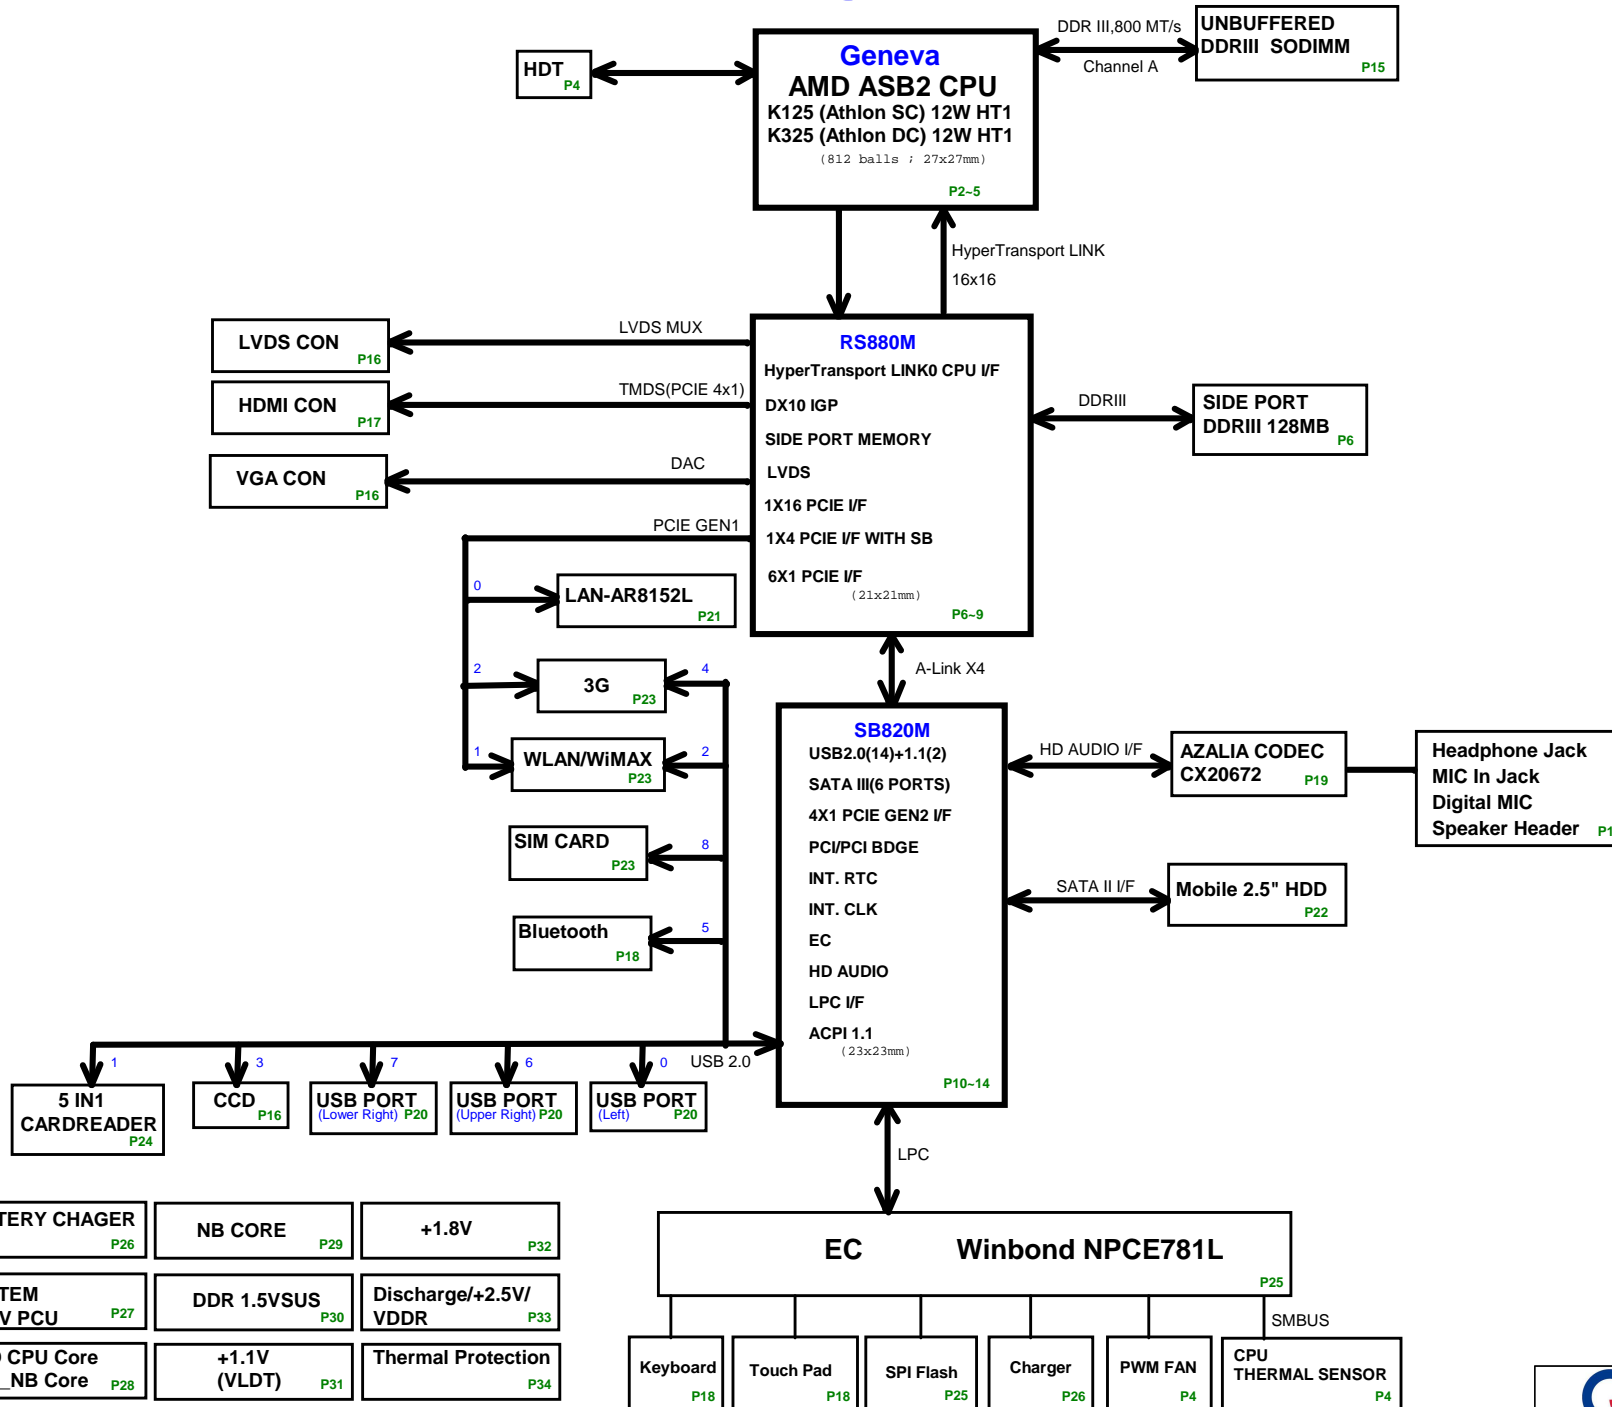 DDR III,800 MT/s
Channel A
UNBUFFERED
DDRIII SODIMM
P15
HDT
P4
Geneva
AMD ASB2 CPU
K125 (Athlon SC) 12W HT1
K325 (Athlon DC) 12W HT1
(812 balls ; 27x27mm)
P2~5
HyperTransport LINK
16x16
LVDS CON
P16
LVDS MUX
HDMI CON
P17
TMDS(PCIE 4x1)
VGA CON
P16
DAC
PCIE GEN1
RS880M
HyperTransport LINK0 CPU I/F
DX10 IGP
SIDE PORT MEMORY
LVDS
1X16 PCIE I/F
1X4 PCIE I/F WITH SB
6X1 PCIE I/F
(21x21mm)
P6~9
DDRIII
SIDE PORT
DDRIII 128MB
P6
0
LAN-AR8152L
P21
2
3G
P23
4
1
WLAN/WiMAX
P23
2
SIM CARD
P23
8
Bluetooth
P18
5
A-Link X4
SB820M
USB2.0(14)+1.1(2)
SATA III(6 PORTS)
4X1 PCIE GEN2 I/F
PCI/PCI BDGE
INT. RTC
INT. CLK
EC
HD AUDIO
LPC I/F
ACPI 1.1
(23x23mm)
P10~14
HD AUDIO I/F
AZALIA CODEC
CX20672
P19
Headphone Jack
MIC In Jack
Digital MIC
Speaker Header
P1
SATA II I/F
Mobile 2.5" HDD
P22
USB 2.0
1
3
7
6
0
5 IN1
CARDREADER
P24
CCD
P16
USB PORT
(Lower Right) P20
USB PORT
(Upper Right) P20
USB PORT
(Left) P20
LPC
EC Winbond NPCE781L
P25
SMBUS
Keyboard
P18
Touch Pad
P18
SPI Flash
P25
Charger
P26
PWM FAN
P4
CPU
THERMAL SENSOR
P4
TERY CHAGER
P26
NB CORE
P29
+1.8V
P32
TEM
V PCU
P27
DDR 1.5VSUS
P30
Discharge/+2.5V/
VDDR
P33
CPU Core
_NB Core
P28
+1.1V
(VLDT)
P31
Thermal Protection
P34